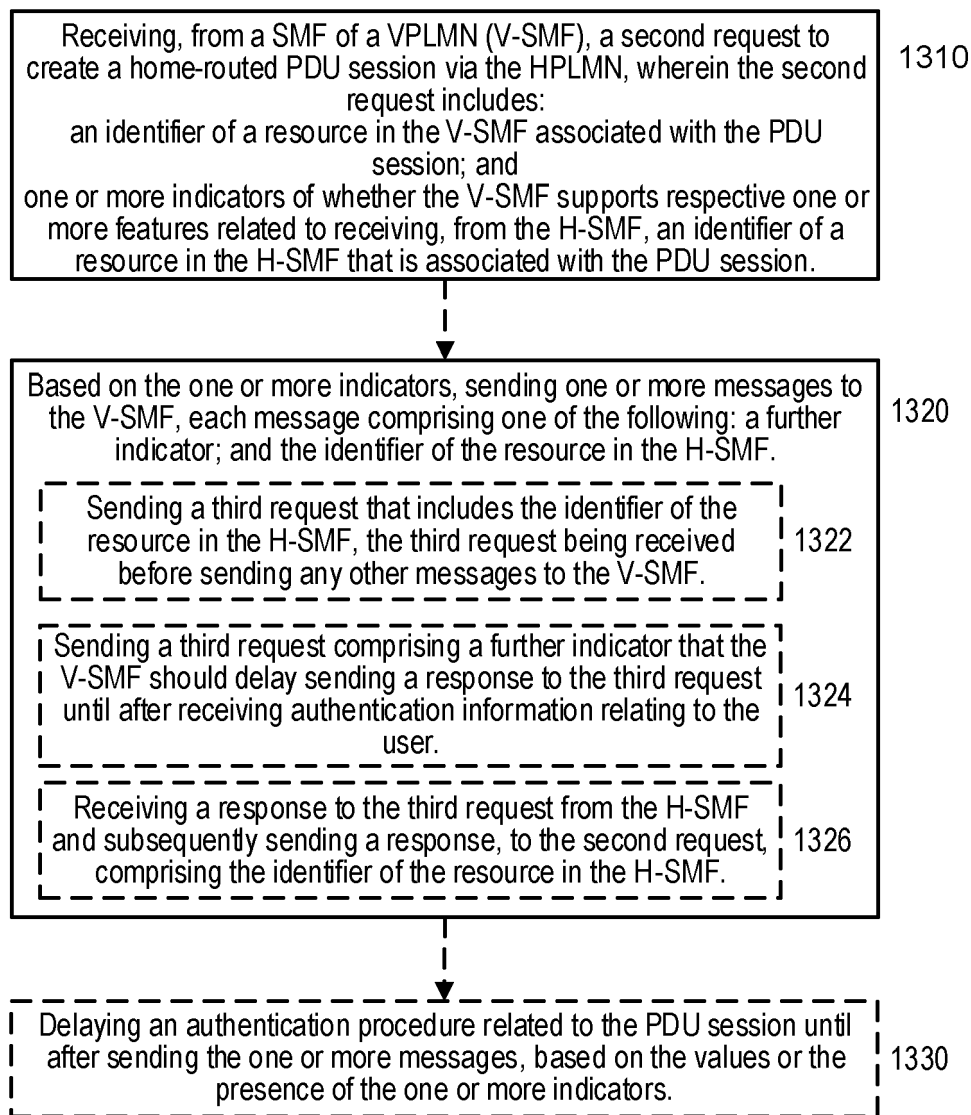 Receiving, from a SMF of a VPLMN (V-SMF), a second request to
create a home-routed PDU session via the HPLMN, wherein the second
request includes:
an identifier of a resource in the V-SMF associated with the PDU
session; and
one or more indicators of whether the V-SMF supports respective one or
more features related to receiving, from the H-SMF, an identifier of a
resource in the H-SMF that is associated with the PDU session.
1310
Based on the one or more indicators, sending one or more messages to
the V-SMF, each message comprising one of the following: a further
indicator; and the identifier of the resource in the H-SMF.
1320
Sending a third request that includes the identifier of the
resource in the H-SMF, the third request being received
before sending any other messages to the V-SMF.
1322
Sending a third request comprising a further indicator that the
V-SMF should delay sending a response to the third request
until after receiving authentication information relating to the
user.
1324
Receiving a response to the third request from the H-SMF
and subsequently sending a response, to the second request,
comprising the identifier of the resource in the H-SMF.
1326
Delaying an authentication procedure related to the PDU session until
after sending the one or more messages, based on the values or the
presence of the one or more indicators.
1330